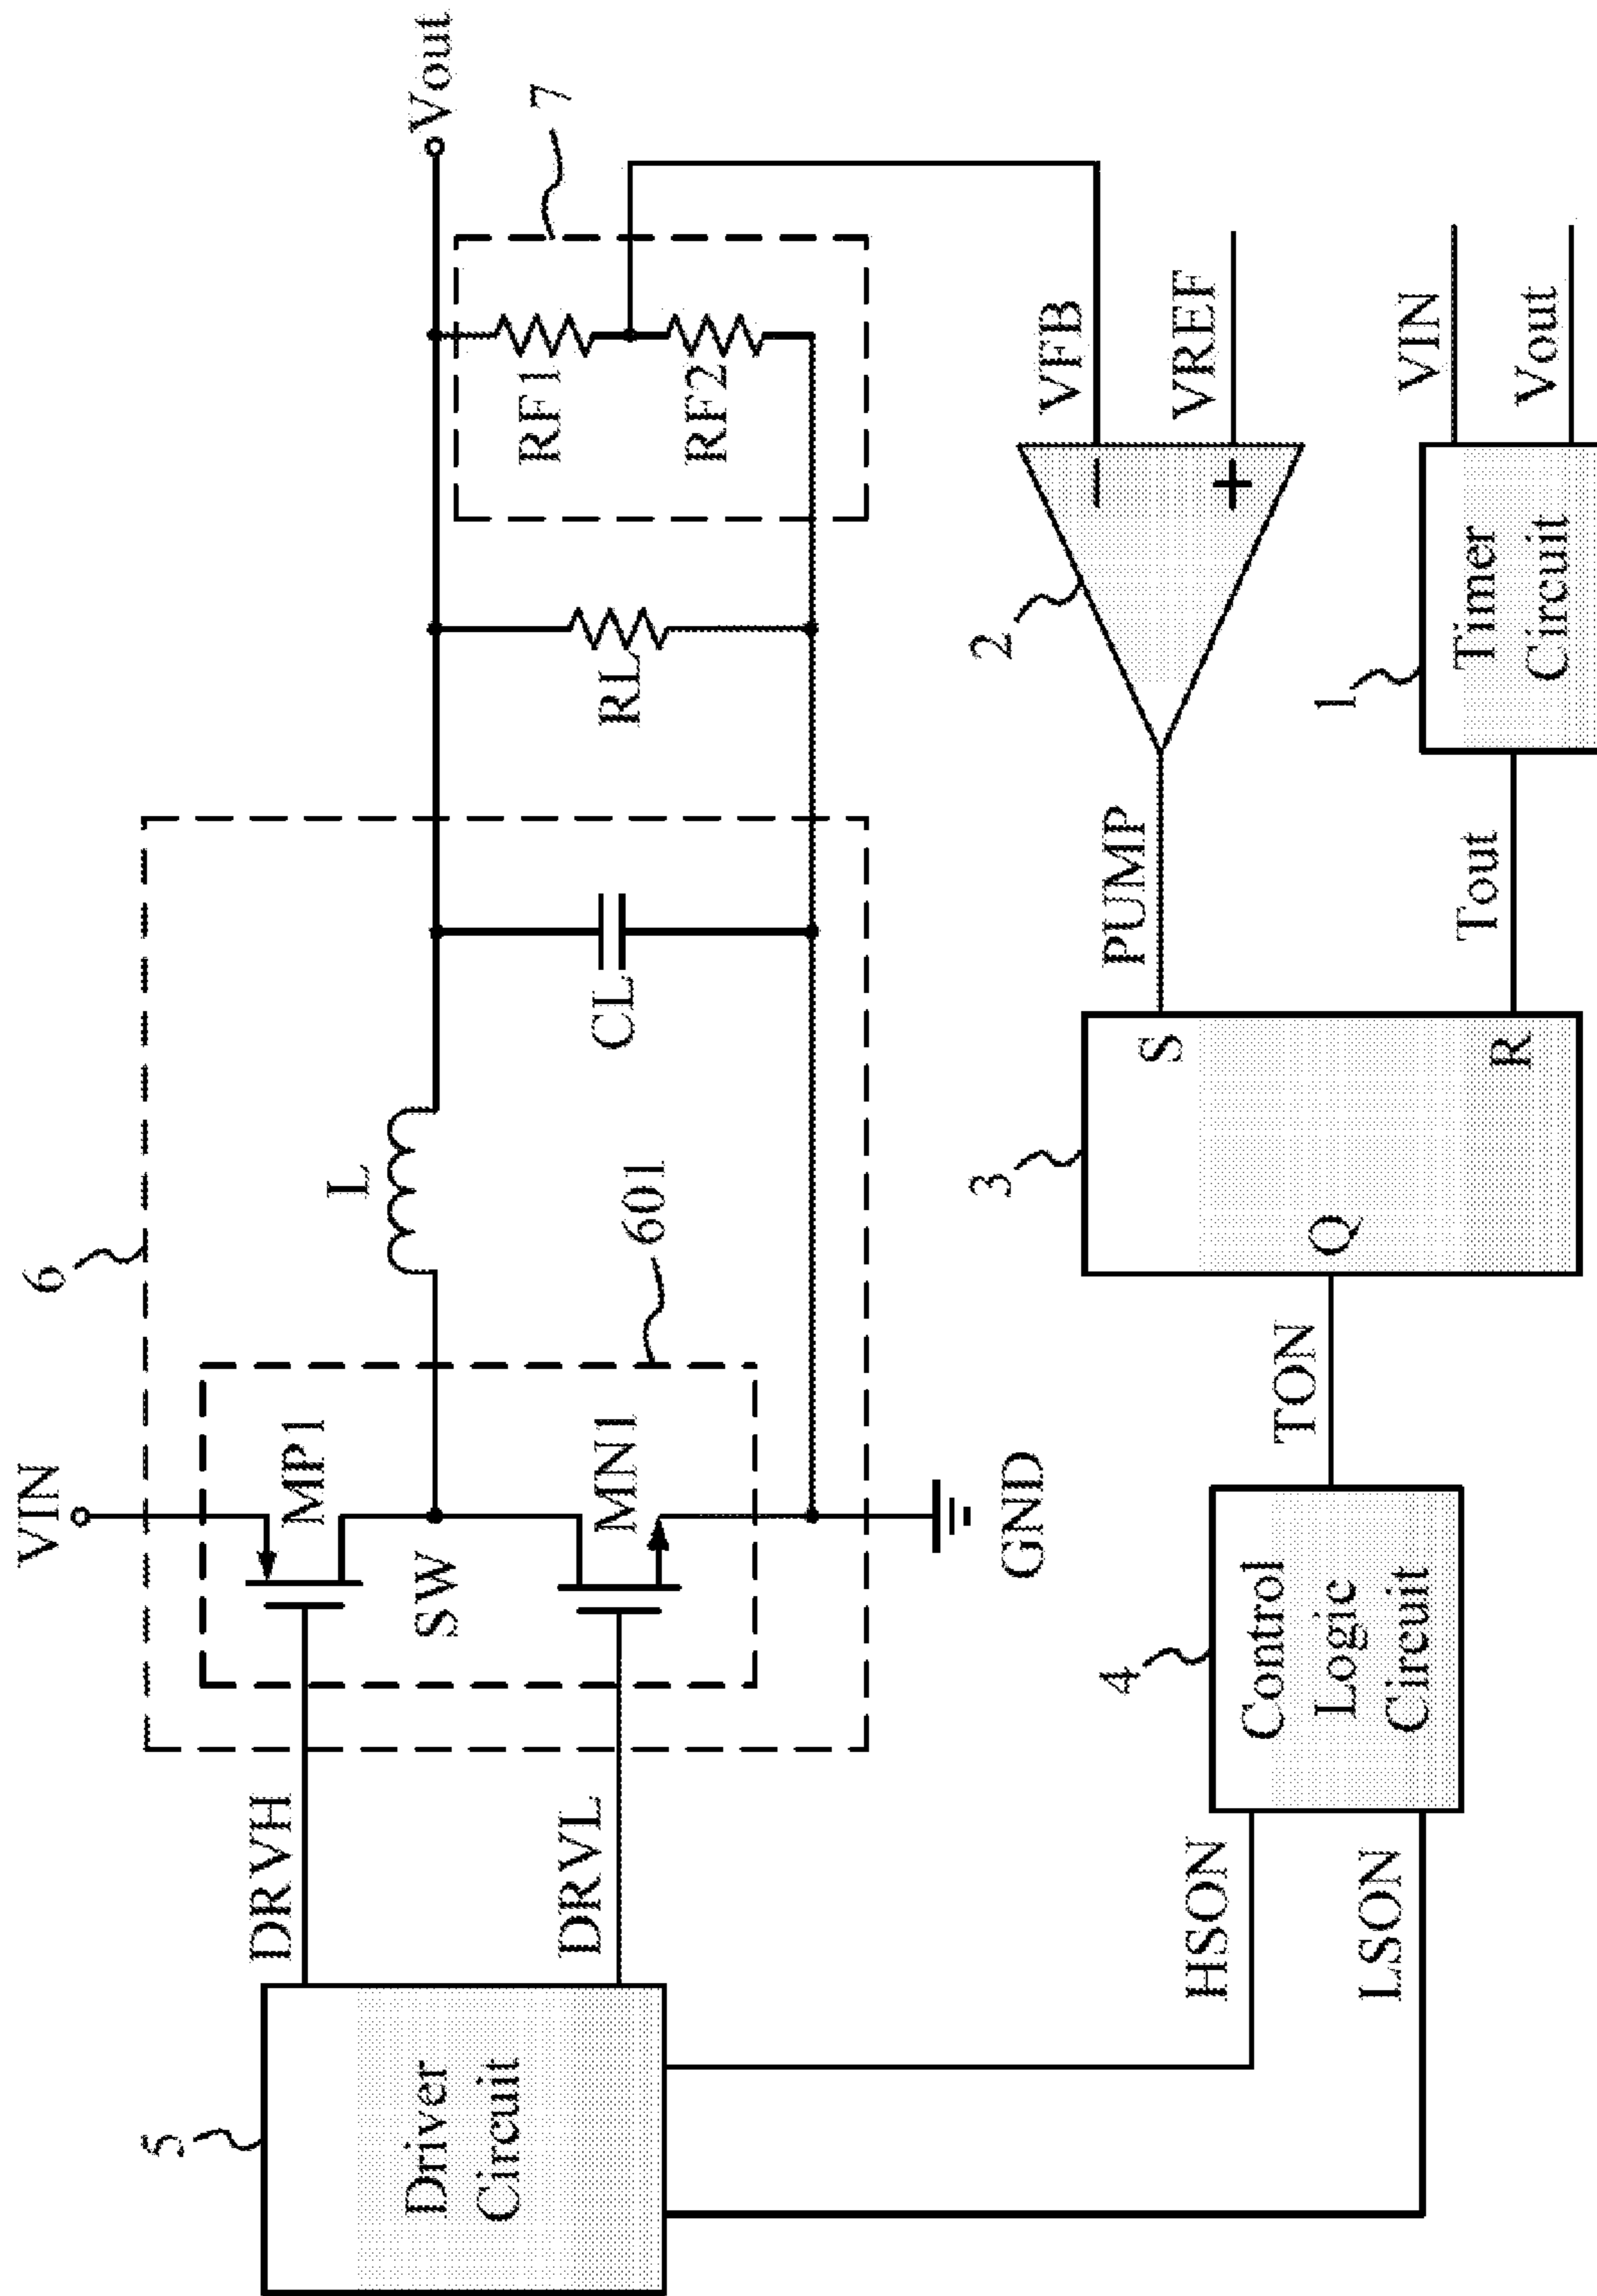 VIN
6
MP1
L
Vout
7
DRVH
SW
601
RF1
5
Driver
Circuit
DRVL
MN1
CL
RL
RF2
GND
HSON
LSON
4
Control
Logic
Circuit
TON
3
Q
S
R
PUMP
Tout
2
−
+
VFB
VREF
1
Timer
Circuit
VIN
Vout